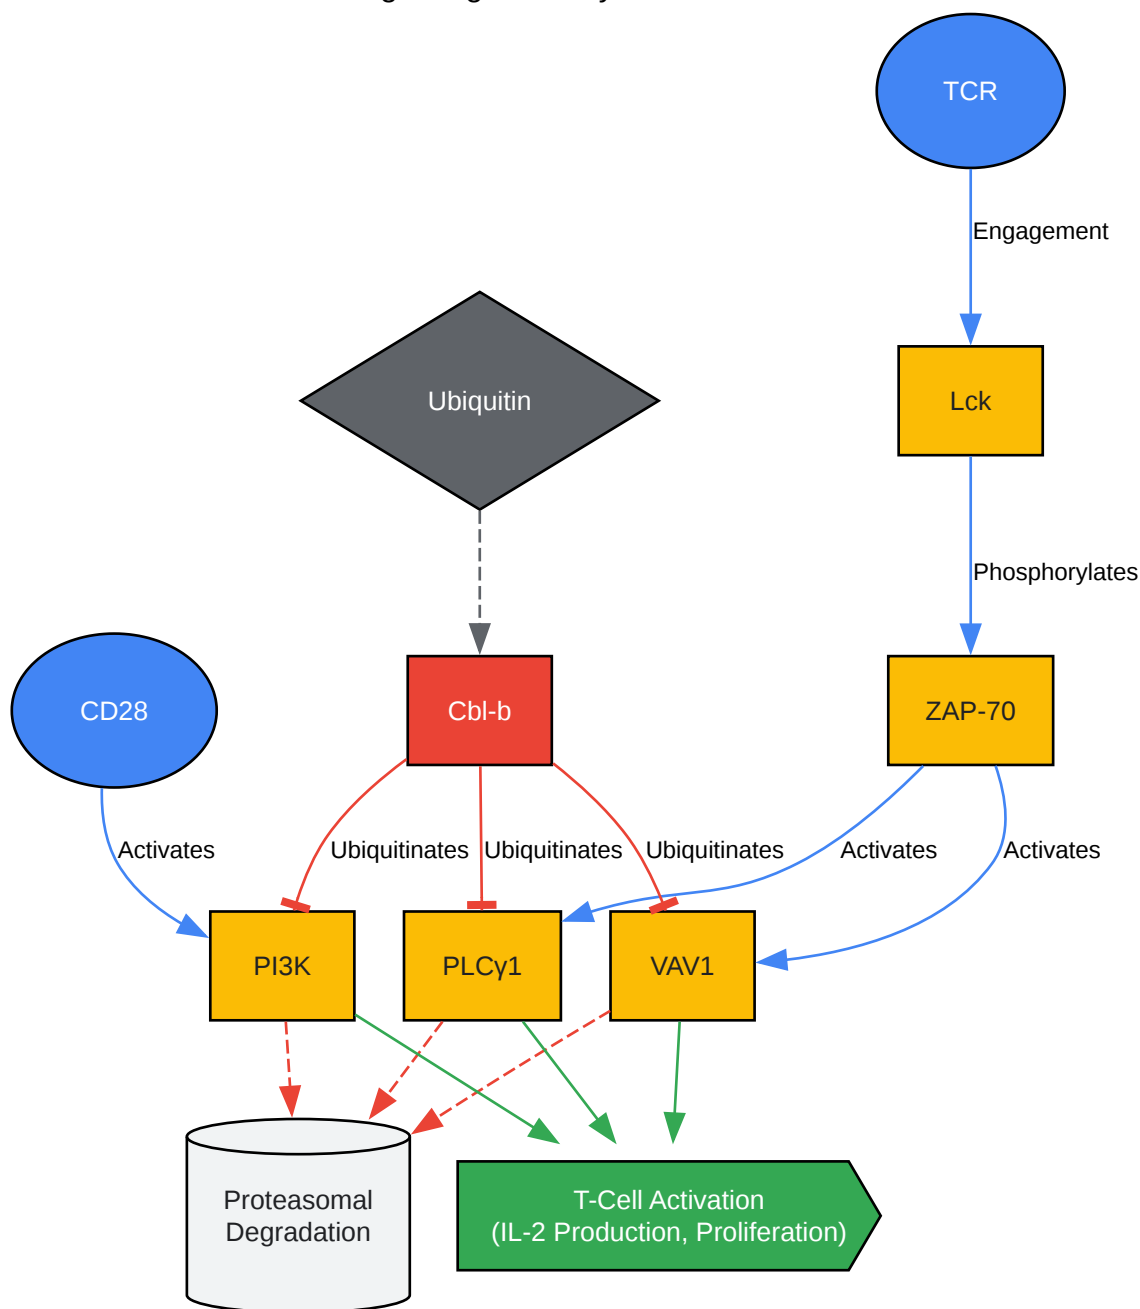 TCR
Engagement
Ubiquitin
Lck
Phosphorylates
CD28
Cbl-b
ZAP-70
Activates
Ubiquitinates
Ubiquitinates
Ubiquitinates
Activates
Activates
PI3K
PLCγ1
VAV1
Proteasomal
Degradation
T-Cell Activation
(IL-2 Production, Proliferation)